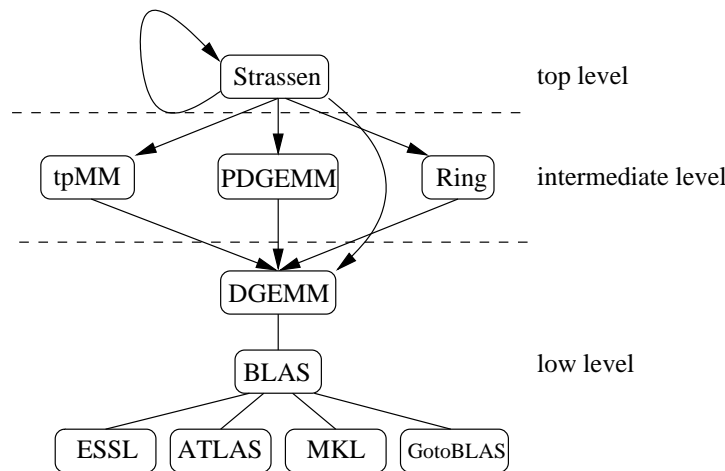 Strassen
top level
tpMM
PDGEMM
Ring
intermediate level
DGEMM
BLAS
low level
ESSL
ATLAS
MKL
GotoBLAS